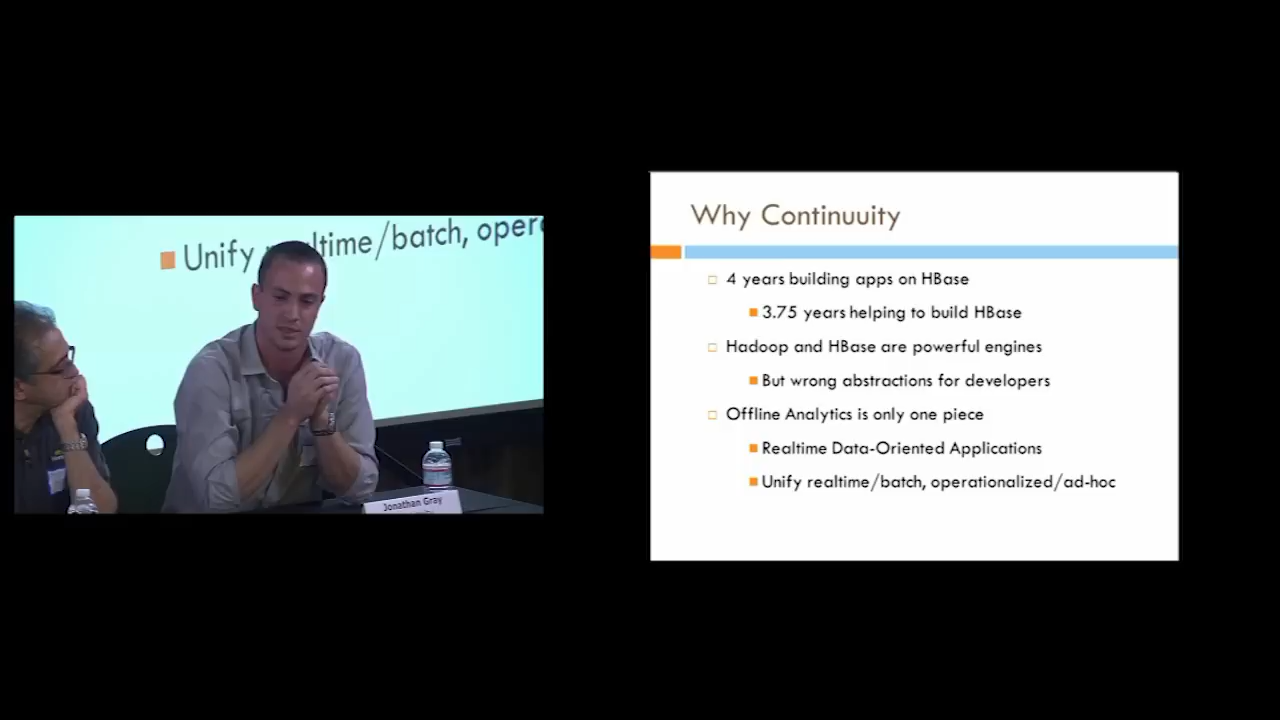 Unify realtime/batch, oper
Jonathan Gray
Why Continuuity
4 years building apps on HBase
3.75 years helping to build HBase
Hadoop and HBase are powerful engines
But wrong abstractions for developers
Offline Analytics is only one piece
Realtime Data-Oriented Applications
Unify realtime/batch, operationalized/ad-hoc